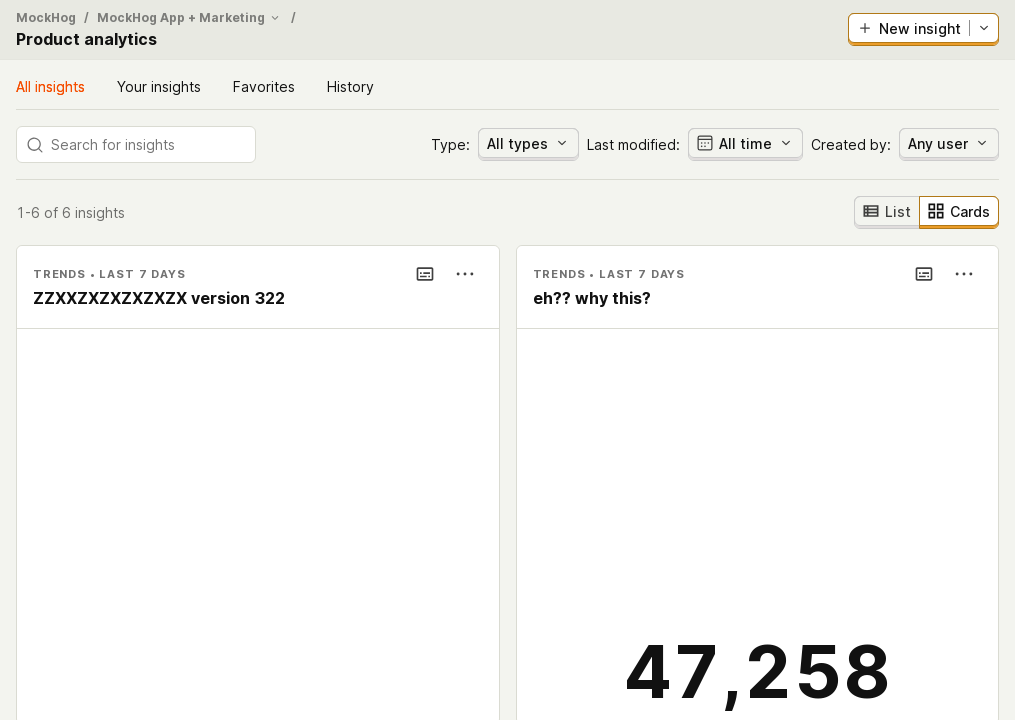 MockHog / MockHog App + Marketing /
Product analytics
New insight
All insights Your insights Favorites History
Search for insights
Type: All types Last modified: All time Created by: Any user
1-6 of 6 insights
List Cards
TRENDS • LAST 7 DAYS
ZZXXZXZXZXZXZX version 322
TRENDS • LAST 7 DAYS
eh?? why this?
47,258